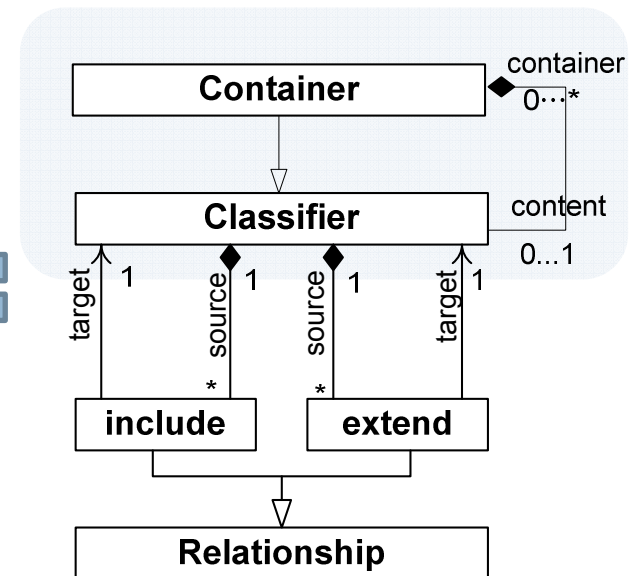 container
Container
0...*
Classifier
content
0...1
target
1
source
1
source
1
target
1
*
*
include
extend
Relationship